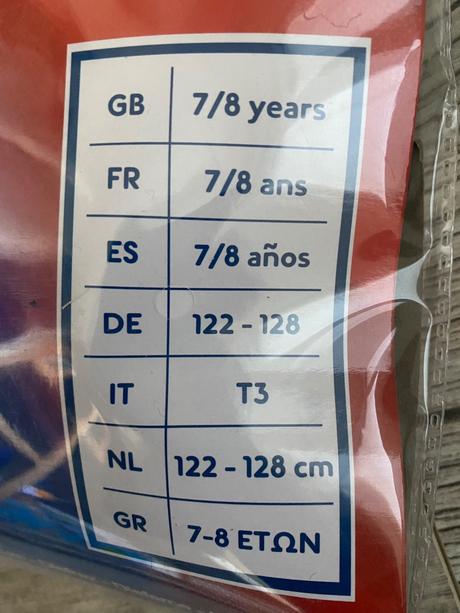 GB 7/8 years
FR 7/8 ans
ES 7/8 años
DE 122 - 128
IT T3
NL 122 - 128 cm
GR 7-8 ΕΤΩΝ